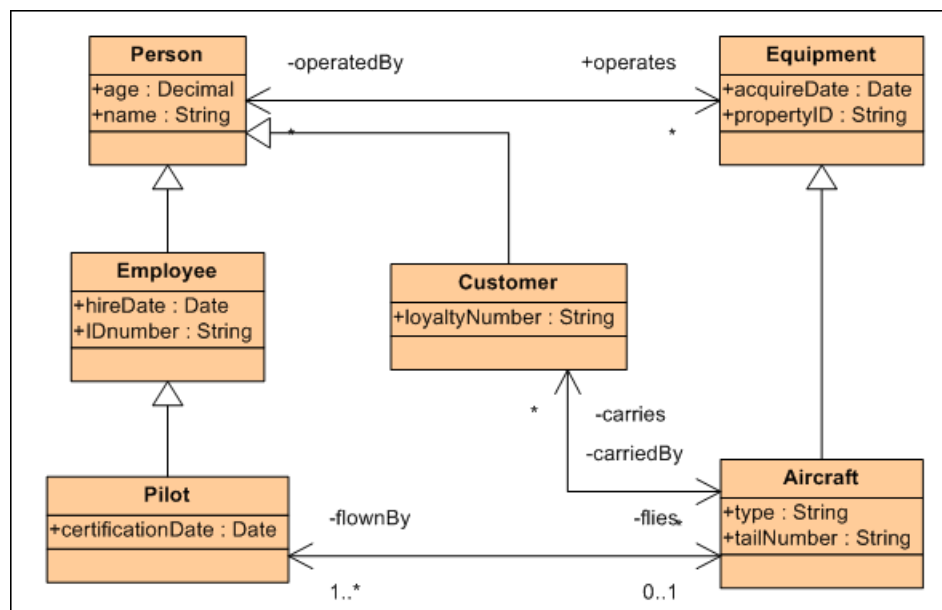 Person
+age : Decimal
+name : String
-operatedBy
+operates
*
*
Equipment
+acquireDate : Date
+propertyID : String
Employee
+hireDate : Date
+IDnumber : String
Customer
+loyaltyNumber : String
*
-carries
-carriedBy
Pilot
+certificationDate : Date
-flownBy
-flies
*
1..*
0..1
Aircraft
+type : String
+tailNumber : String